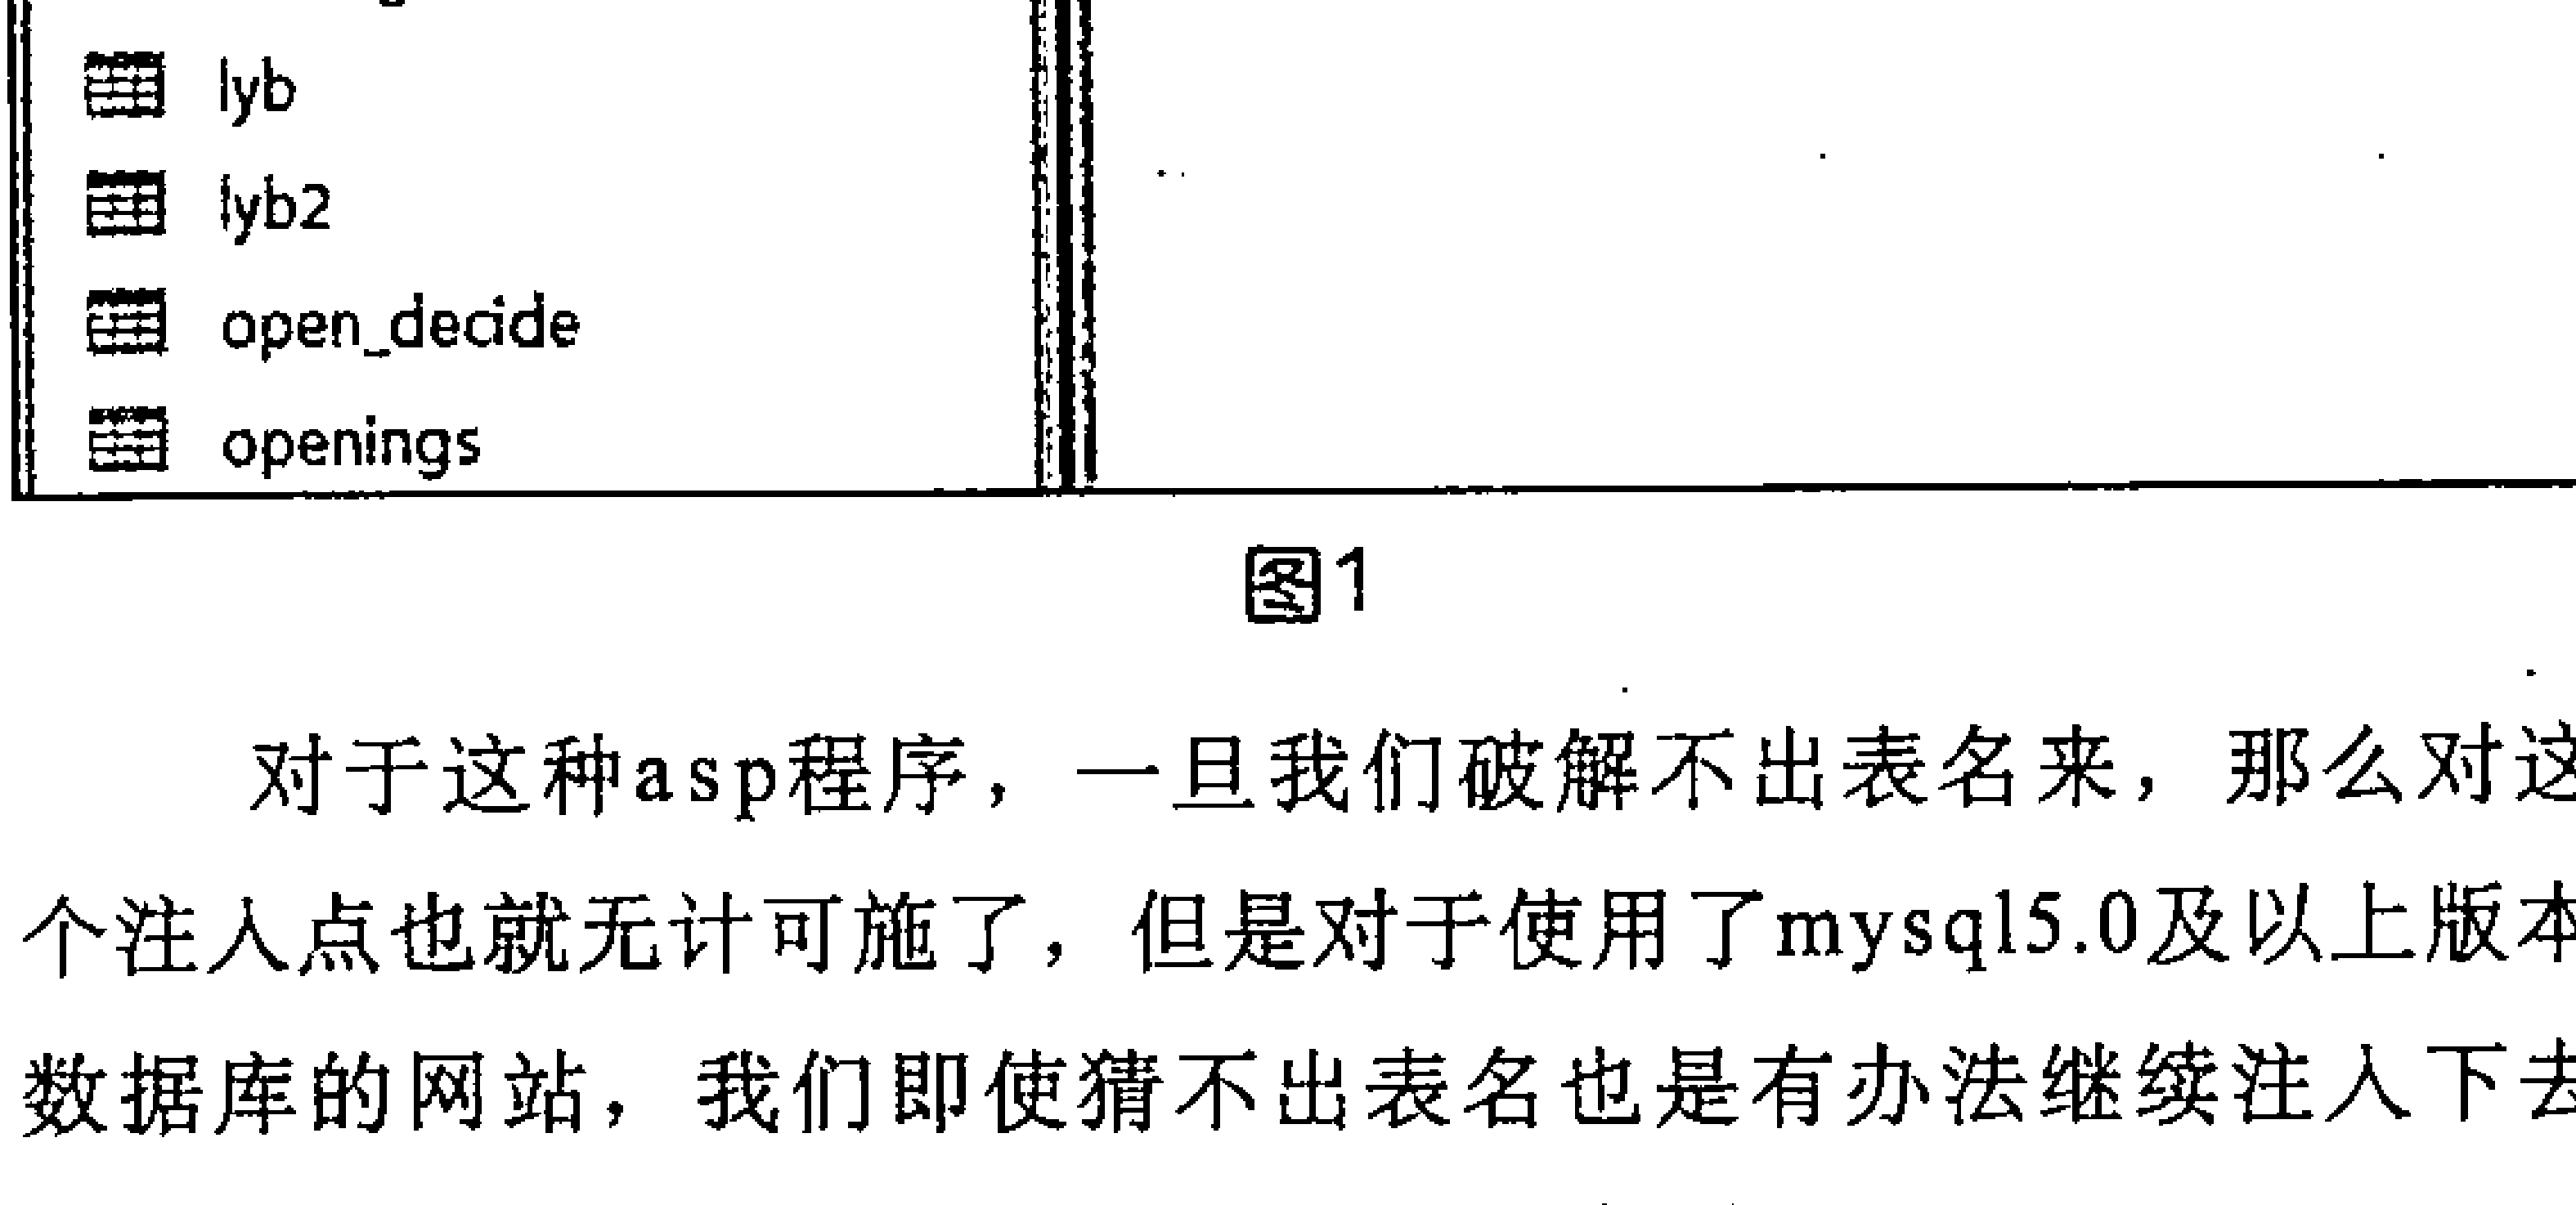 lyb
lyb2
open_decide
openings
图1
对于这种asp程序，一旦我们破解不出表名来，那么对这
个注入点也就无计可施了，但是对于使用了mysql5.0及以上版本
数据库的网站，我们即使猜不出表名也是有办法继续注入下去